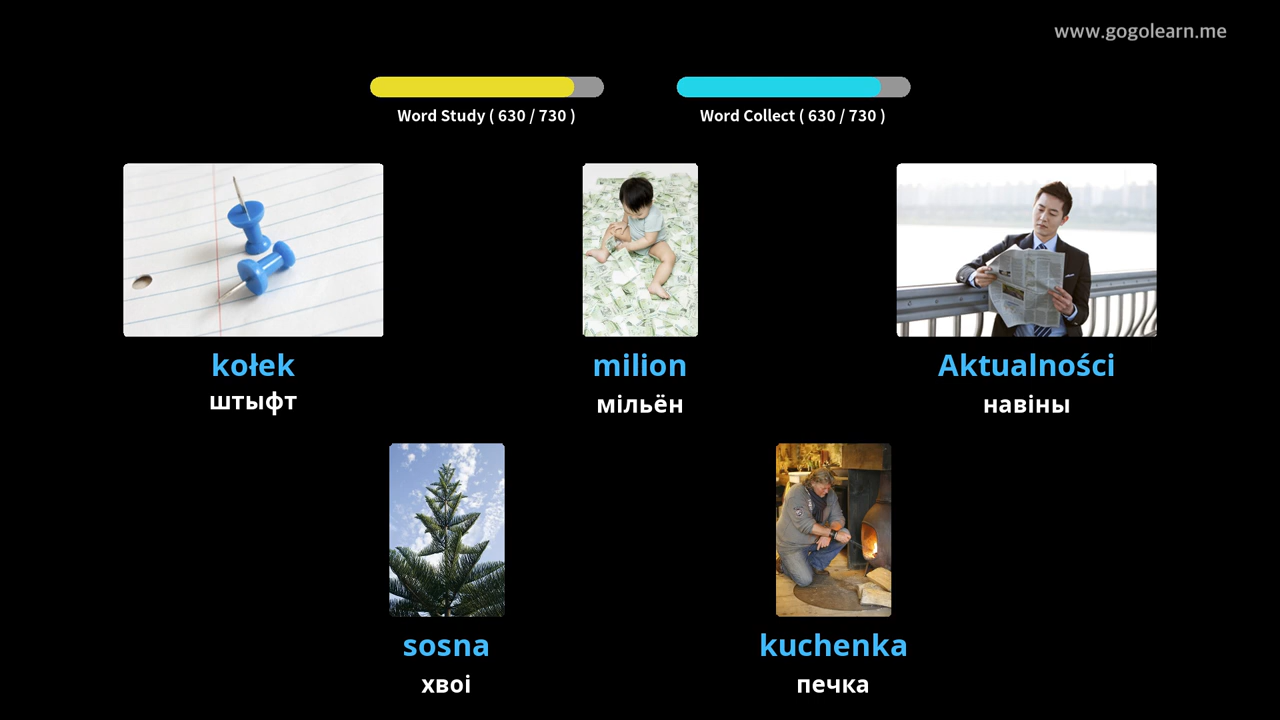 www.gogolearn.me
Word Study ( 630 / 730 )
Word Collect ( 630 / 730 )
kołek
штыфт
milion
мільён
Aktualności
навіны
sosna
хвоі
kuchenka
печка